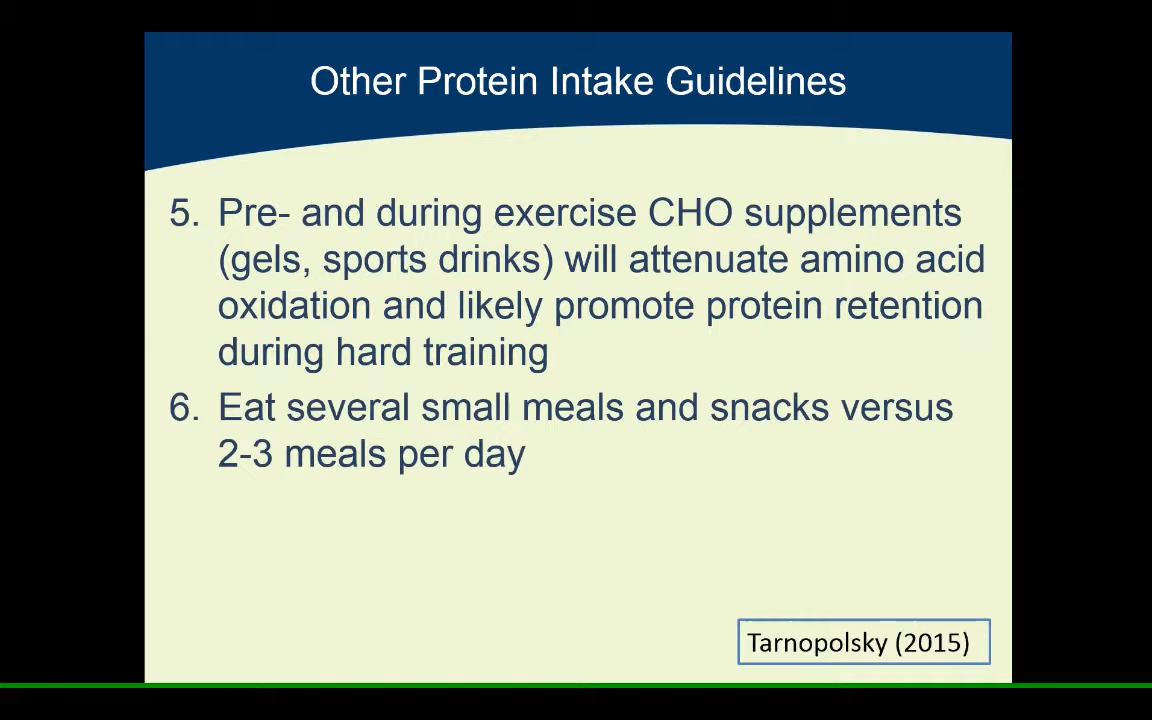 Other Protein Intake Guidelines
5. Pre- and during exercise CHO supplements
(gels, sports drinks) will attenuate amino acid
oxidation and likely promote protein retention
during hard training
6. Eat several small meals and snacks versus
2-3 meals per day
Tarnopolsky (2015)